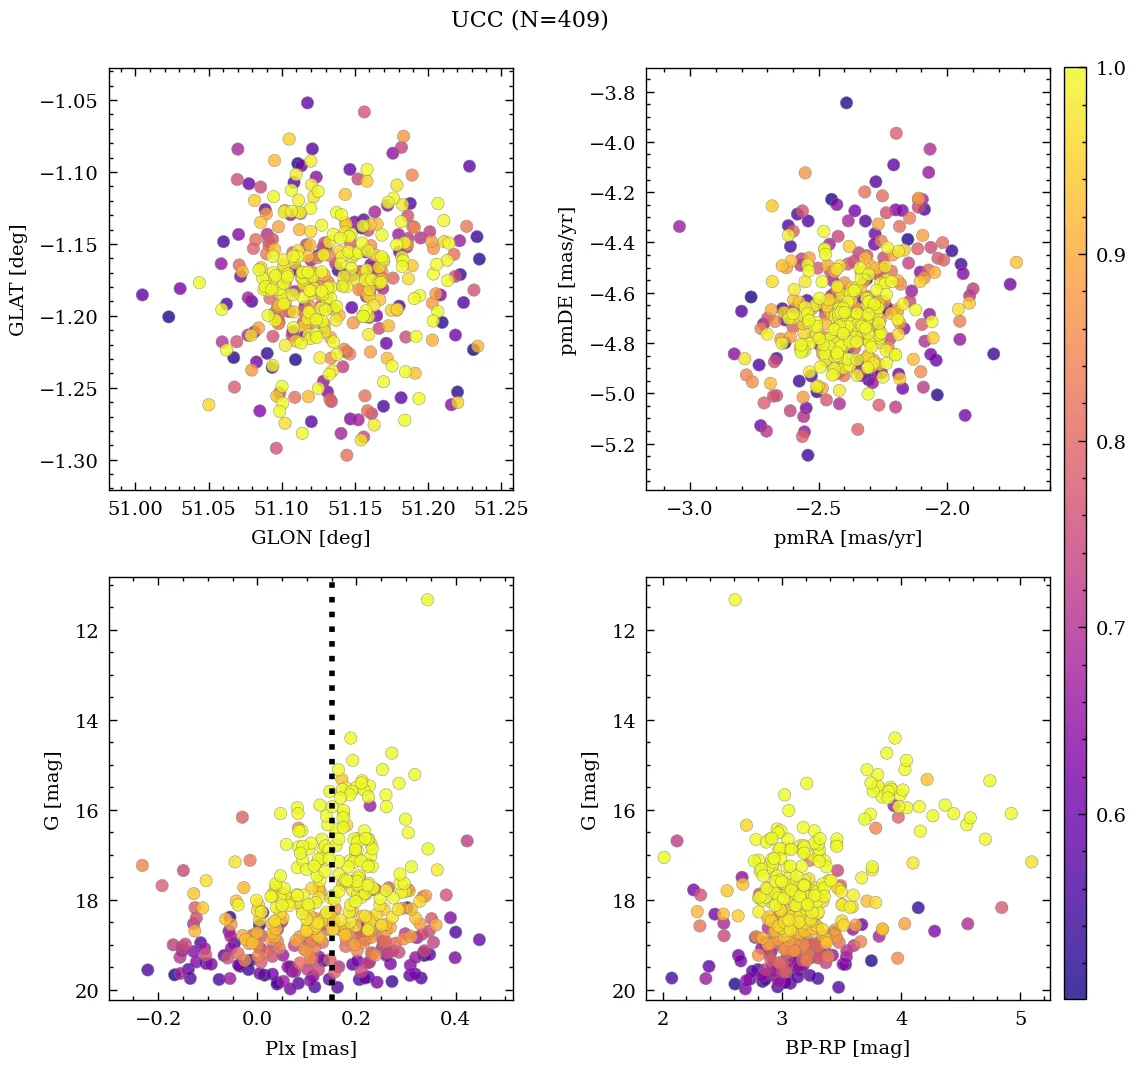 UCC (N=409)
−1.05
−1.10
−1.15
−1.20
−1.25
−1.30
GLAT [deg]
51.00 51.05 51.10 51.15 51.20 51.25
GLON [deg]
−3.8
−4.0
−4.2
−4.4
−4.6
−4.8
−5.0
−5.2
pmDE [mas/yr]
−3.0 −2.5 −2.0
pmRA [mas/yr]
12
14
16
18
20
G [mag]
−0.2 0.0 0.2 0.4
Plx [mas]
12
14
16
18
20
G [mag]
2 3 4 5
BP-RP [mag]
1.0
0.9
0.8
0.7
0.6